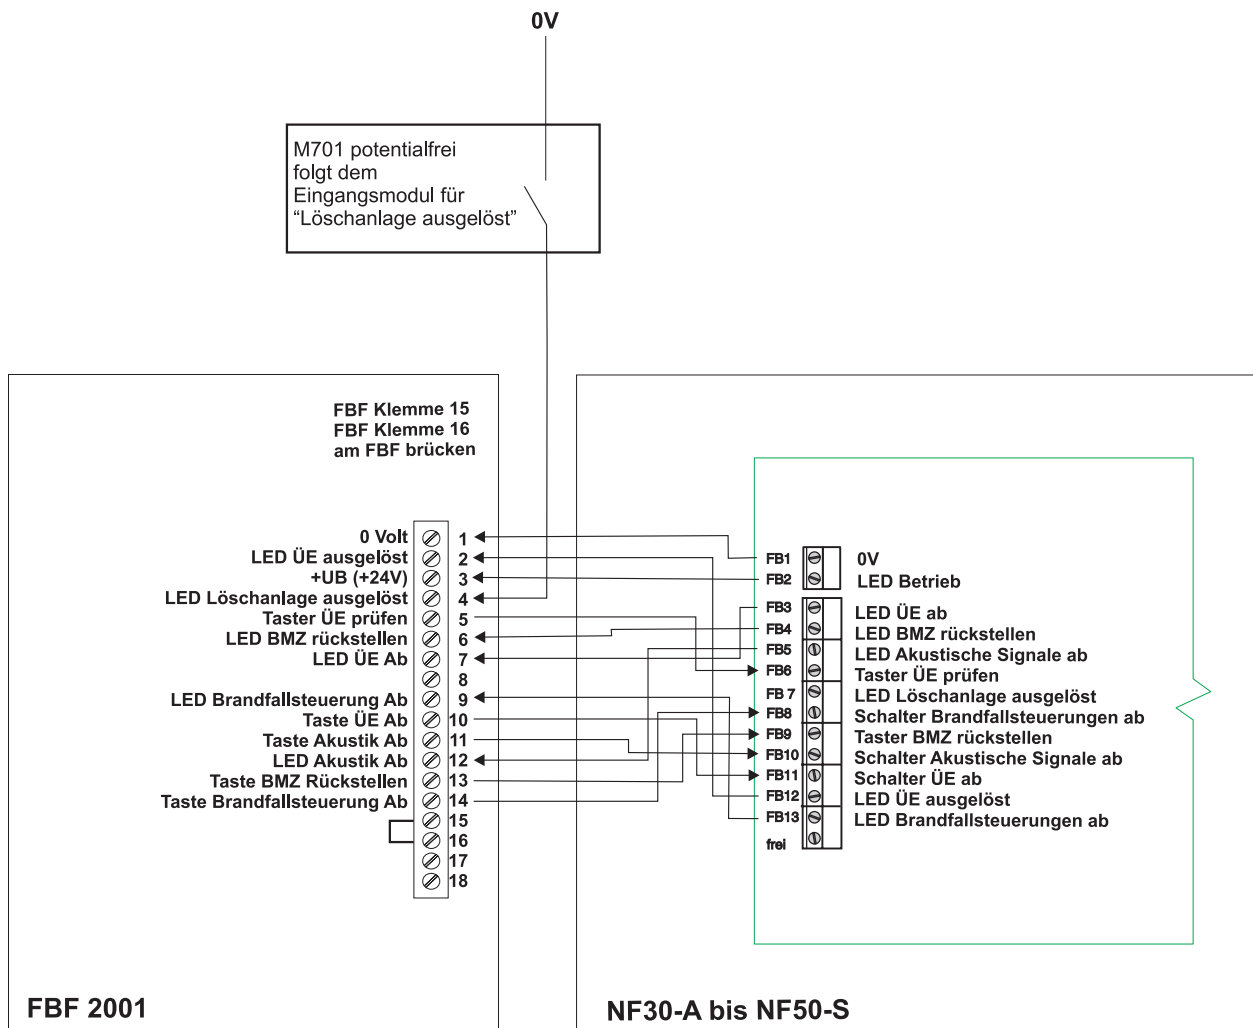 0V
M701 potentialfrei
folgt dem
Eingangsmodul für
“Löschanlage ausgelöst”
FBF Klemme 15
FBF Klemme 16
am FBF brücken
0 Volt 1
LED ÜE ausgelöst 2
+UB (+24V) 3
LED Löschanlage ausgelöst 4
Taster ÜE prüfen 5
LED BMZ rückstellen 6
LED ÜE Ab 7
8
LED Brandfallsteuerung Ab 9
Taste ÜE Ab 10
Taste Akustik Ab 11
LED Akustik Ab 12
Taste BMZ Rückstellen 13
Taste Brandfallsteuerung Ab 14
15
16
17
18
FBF 2001
FB1 0V
FB2 LED Betrieb
FB3 LED ÜE ab
FB4 LED BMZ rückstellen
FB5 LED Akustische Signale ab
FB6 Taster ÜE prüfen
FB 7 LED Löschanlage ausgelöst
FB8 Schalter Brandfallsteuerungen ab
FB9 Taster BMZ rückstellen
FB10 Schalter Akustische Signale ab
FB11 Schalter ÜE ab
FB12 LED ÜE ausgelöst
FB13 LED Brandfallsteuerungen ab
frei
NF30-A bis NF50-S